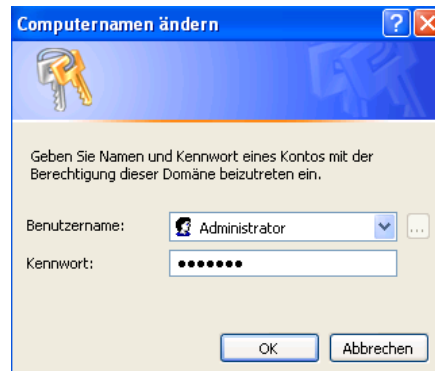 Computernamen ändern
Geben Sie Namen und Kennwort eines Kontos mit der
Berechtigung dieser Domäne beizutreten ein.
Benutzername: Administrator ...
Kennwort: •••••••
OK Abbrechen